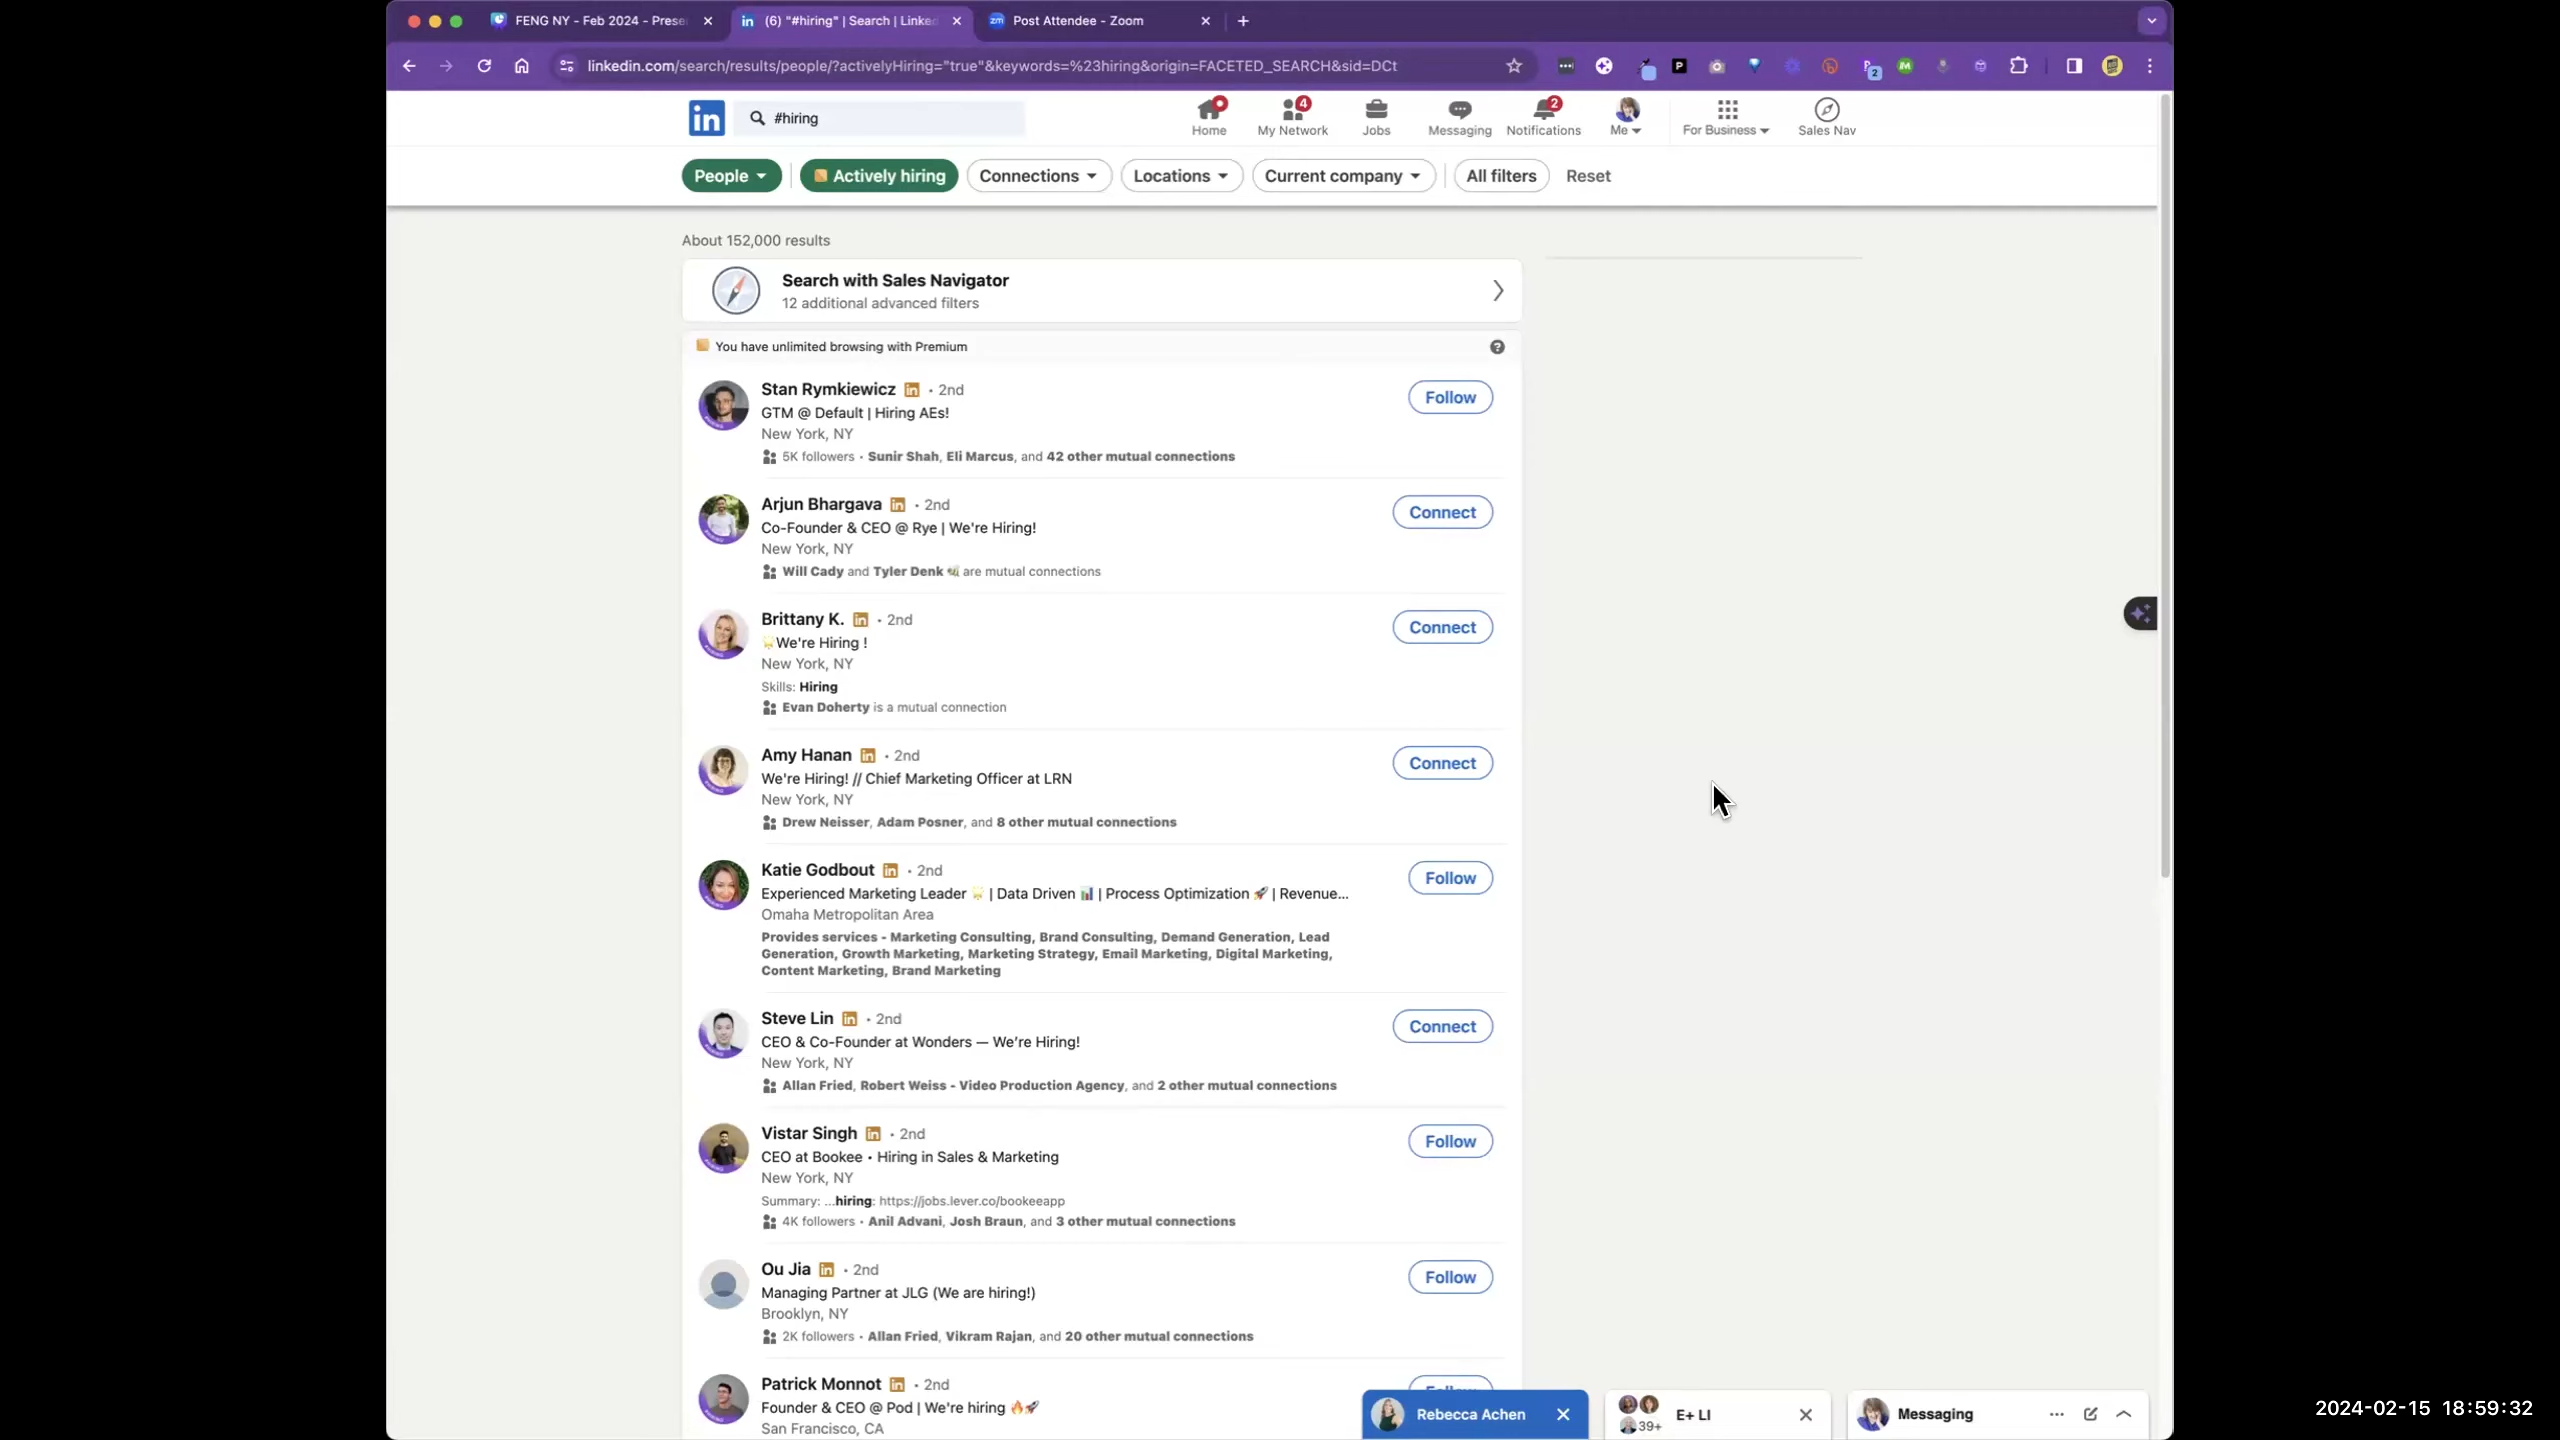 FENG NY - Feb 2024 - Prese
(6) "#hiring" | Search | Linke
Post Attendee - Zoom
linkedin.com/search/results/people/?activelyHiring="true"&keywords=%23hiring&origin=FACETED_SEARCH&sid=DCt
#hiring
Home
My Network
Jobs
Messaging
Notifications
Me
For Business
Sales Nav
4
2
2
People
Actively hiring
Connections
Locations
Current company
All filters
Reset
About 152,000 results
Search with Sales Navigator
12 additional advanced filters
You have unlimited browsing with Premium
Stan Rymkiewicz in • 2nd
GTM @ Default | Hiring AEs!
New York, NY
5K followers • Sunir Shah, Eli Marcus, and 42 other mutual connections
Follow
Arjun Bhargava in • 2nd
Co-Founder & CEO @ Rye | We're Hiring!
New York, NY
Will Cady and Tyler Denk 🐝 are mutual connections
Connect
Brittany K. in • 2nd
🌟We're Hiring !
New York, NY
Skills: Hiring
Evan Doherty is a mutual connection
Connect
Amy Hanan in • 2nd
We're Hiring! // Chief Marketing Officer at LRN
New York, NY
Drew Neisser, Adam Posner, and 8 other mutual connections
Connect
Katie Godbout in • 2nd
Experienced Marketing Leader 🌟 | Data Driven 📊 | Process Optimization 🚀 | Revenue...
Omaha Metropolitan Area
Provides services - Marketing Consulting, Brand Consulting, Demand Generation, Lead
Generation, Growth Marketing, Marketing Strategy, Email Marketing, Digital Marketing,
Content Marketing, Brand Marketing
Follow
Steve Lin in • 2nd
CEO & Co-Founder at Wonders — We're Hiring!
New York, NY
Allan Fried, Robert Weiss - Video Production Agency, and 2 other mutual connections
Connect
Vistar Singh in • 2nd
CEO at Bookee • Hiring in Sales & Marketing
New York, NY
Summary: ...hiring: https://jobs.lever.co/bookeeapp
4K followers • Anil Advani, Josh Braun, and 3 other mutual connections
Follow
Ou Jia in • 2nd
Managing Partner at JLG (We are hiring!)
Brooklyn, NY
2K followers • Allan Fried, Vikram Rajan, and 20 other mutual connections
Follow
Patrick Monnot in • 2nd
Founder & CEO @ Pod | We're hiring 🔥🚀
San Francisco, CA
Follow
Rebecca Achen
39+
E+ LI
Messaging
2024-02-15 18:59:32